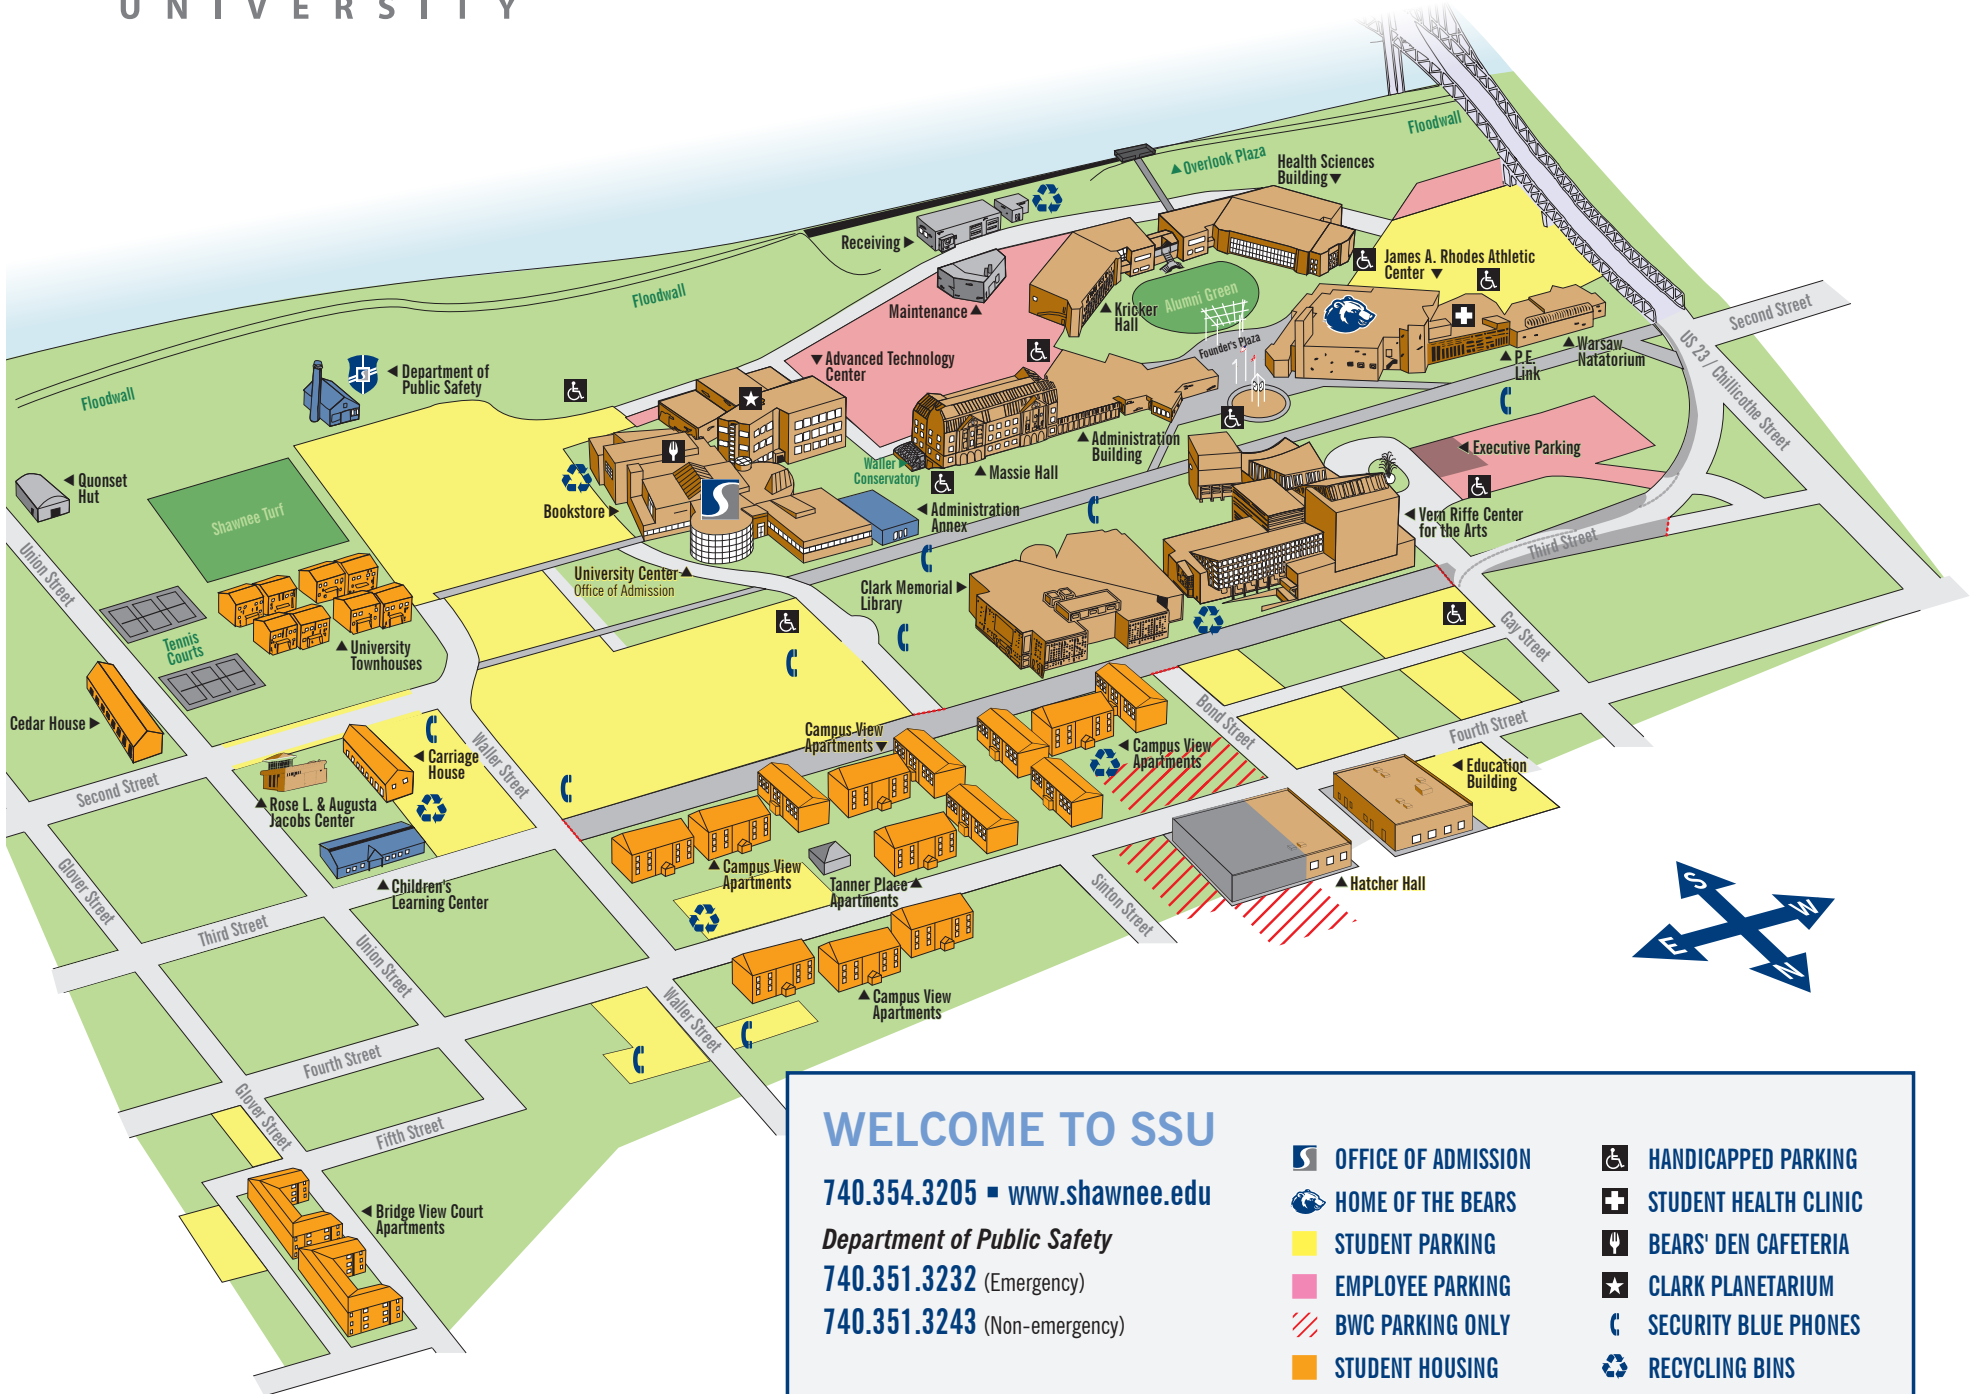 UNIVERSITY
Floodwall
Overlook Plaza
Health Sciences
Building
Receiving
James A. Rhodes Athletic
Center
Floodwall
Alumni Green
Second Street
Maintenance
Kricker
Hall
Founder's Plaza
US 23 / Chillicothe Street
Warsaw
Natatorium
P.E.
Link
Advanced Technology
Center
Department of
Public Safety
Floodwall
Administration
Building
Executive Parking
Waller
Conservatory
Massie Hall
Quonset
Hut
Shawnee Turf
Bookstore
Administration
Annex
Vern Riffe Center
for the Arts
Third Street
Union Street
University Center
Office of Admission
Clark Memorial
Library
Tennis
Courts
University
Townhouses
Gay Street
Cedar House
Bond Street
Fourth Street
Campus View
Apartments
Campus View
Apartments
Carriage
House
Waller Street
Education
Building
Second Street
Rose L. & Augusta
Jacobs Center
Campus View
Apartments
Tanner Place
Apartments
Hatcher Hall
Glover Street
Children's
Learning Center
Sinton Street
S
W
E
N
Third Street
Union Street
Campus View
Apartments
Waller Street
Fourth Street
Glover Street
Fifth Street
Bridge View Court
Apartments
WELCOME TO SSU
740.354.3205 ▪ www.shawnee.edu
Department of Public Safety
740.351.3232 (Emergency)
740.351.3243 (Non-emergency)
OFFICE OF ADMISSION
HOME OF THE BEARS
STUDENT PARKING
EMPLOYEE PARKING
BWC PARKING ONLY
STUDENT HOUSING
HANDICAPPED PARKING
STUDENT HEALTH CLINIC
BEARS' DEN CAFETERIA
CLARK PLANETARIUM
SECURITY BLUE PHONES
RECYCLING BINS